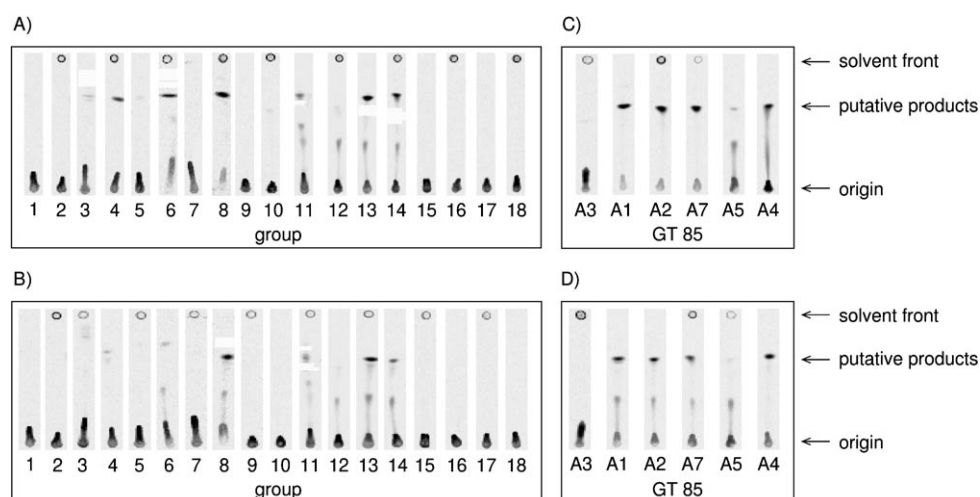 A)
1 2 3 4 5 6 7 8 9 10 11 12 13 14 15 16 17 18
group
C)
solvent front
putative products
origin
A3 A1 A2 A7 A5 A4
GT 85
B)
1 2 3 4 5 6 7 8 9 10 11 12 13 14 15 16 17 18
group
D)
solvent front
putative products
origin
A3 A1 A2 A7 A5 A4
GT 85